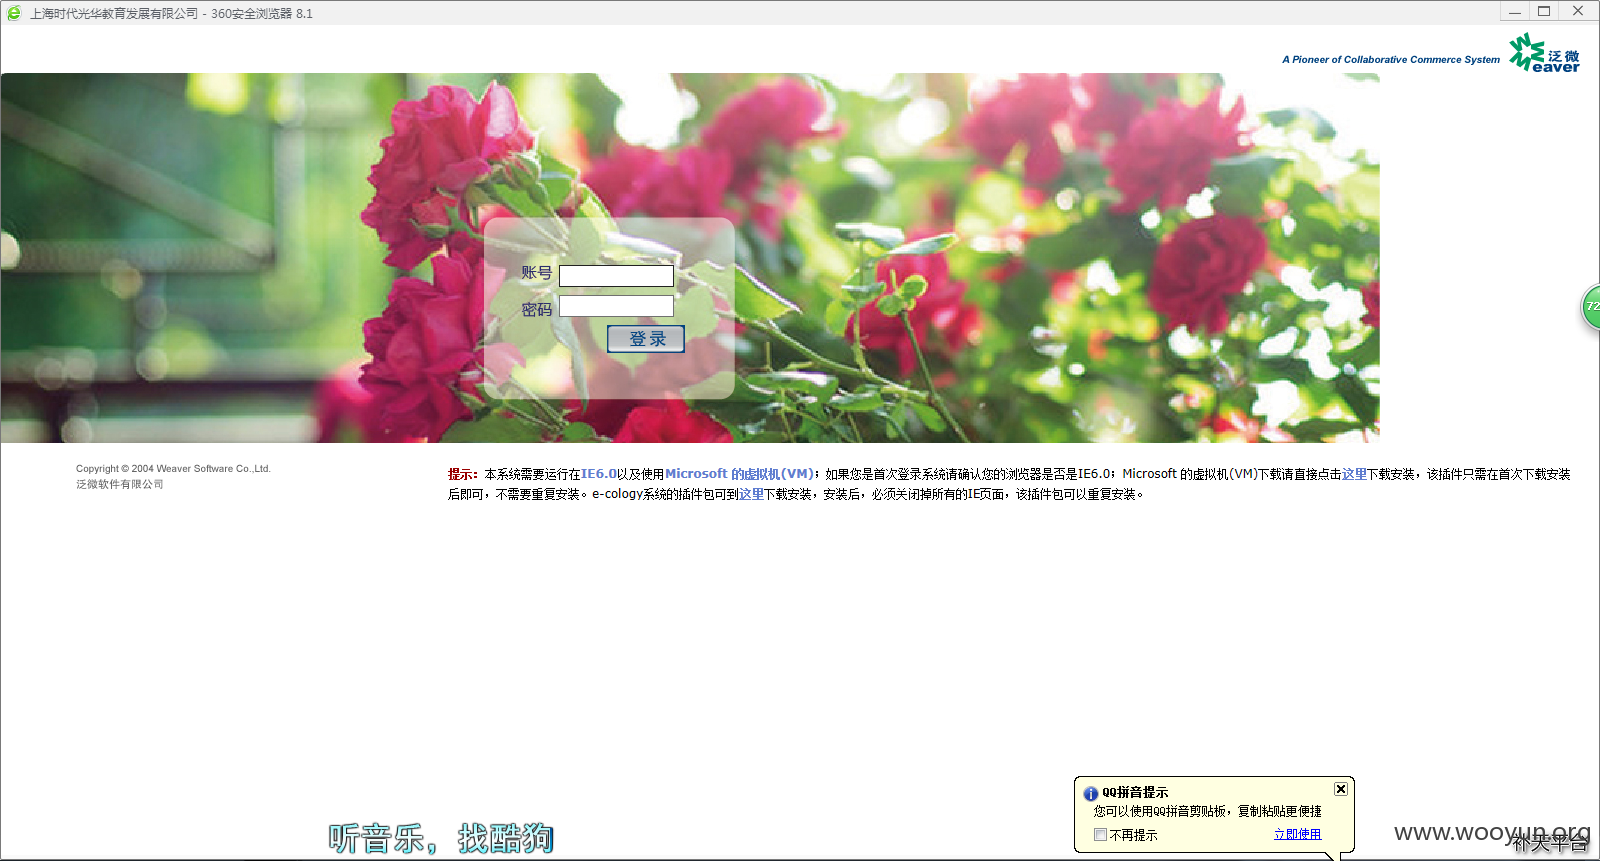 上海时代光华教育发展有限公司 - 360安全浏览器 8.1
A Pioneer of Collaborative Commerce System
泛微
eaver
账号
密码
登 录
72
Copyright © 2004 Weaver Software Co.,Ltd.
泛微软件有限公司
提示：本系统需要运行在IE6.0以及使用Microsoft 的虚拟机(VM)；如果您是首次登录系统请确认您的浏览器是否是IE6.0；Microsoft 的虚拟机(VM)下载请直接点击这里下载安装，该插件只需在首次下载安装
后即可，不需要重复安装。e-cology系统的插件包可到这里下载安装，安装后，必须关闭掉所有的IE页面，该插件包可以重复安装。
QQ拼音提示
您可以使用QQ拼音剪贴板，复制粘贴更便捷
不再提示 立即使用
听音乐，找酷狗
www.wooyun.org
补天平台